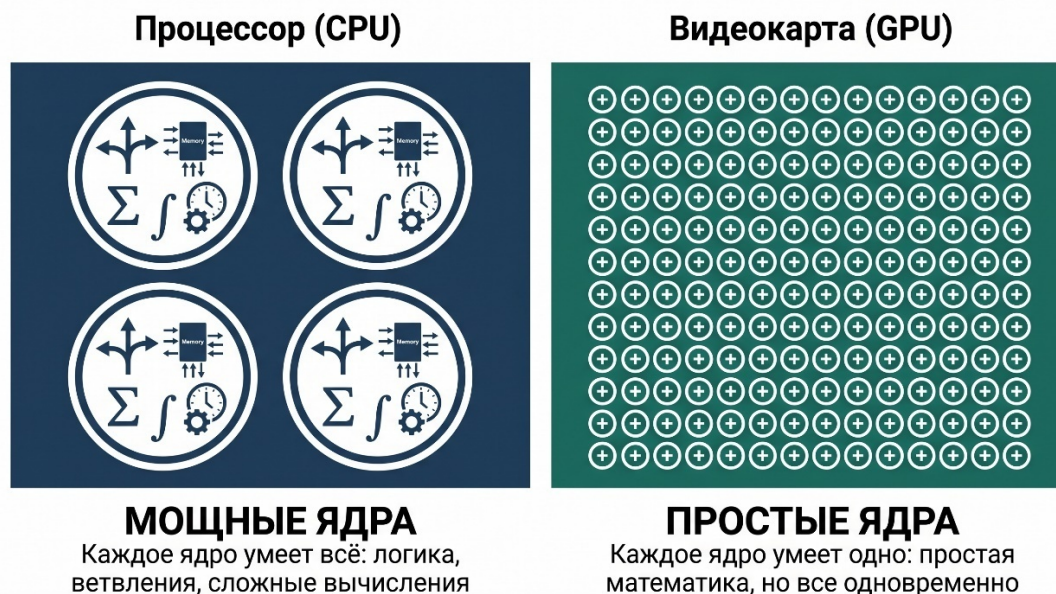 Процессор (CPU)
Видеокарта (GPU)
Memory
Σ ∫
Memory
Σ ∫
Memory
Σ ∫
Memory
Σ ∫
МОЩНЫЕ ЯДРА
Каждое ядро умеет всё: логика,
ветвления, сложные вычисления
ПРОСТЫЕ ЯДРА
Каждое ядро умеет одно: простая
математика, но все одновременно